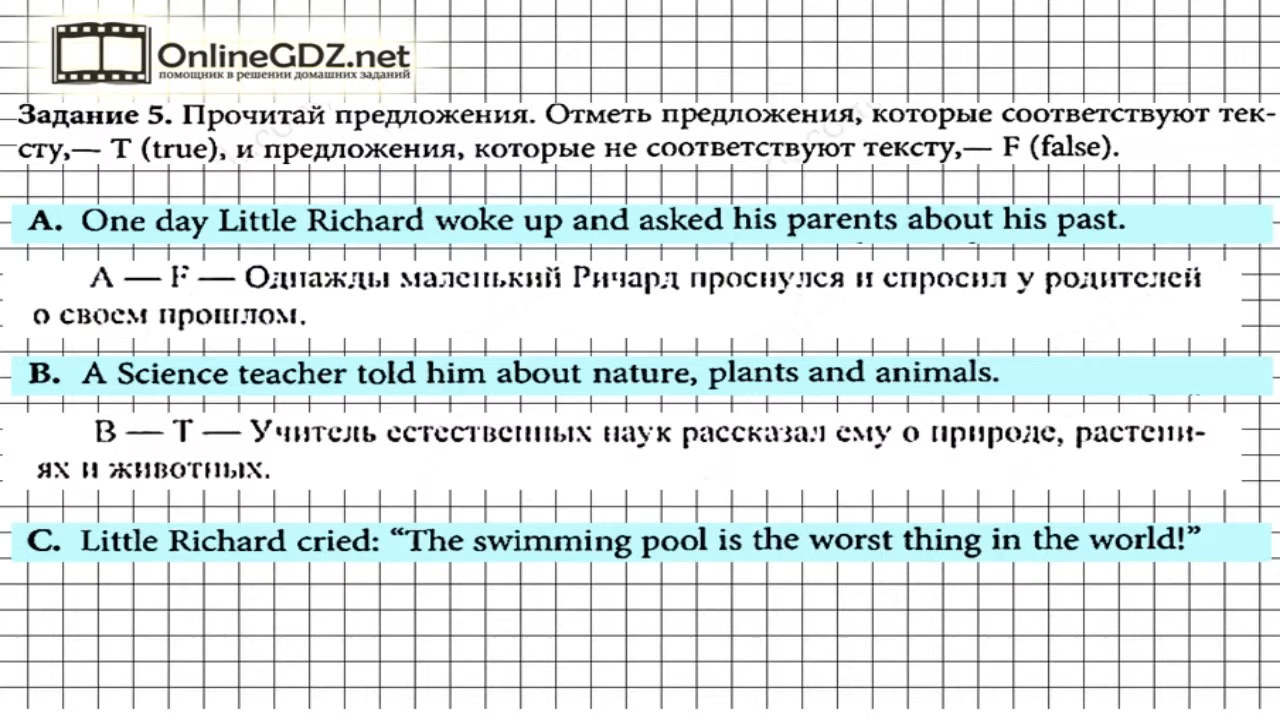 OnlineGDZ.net
помощник в решении домашних заданий
Задание 5. Прочитай предложения. Отметь предложения, которые соответствуют тек-
сту,— T (true), и предложения, которые не соответствуют тексту,— F (false).
A. One day Little Richard woke up and asked his parents about his past.
A — F — Однажды маленький Ричард проснулся и спросил у родителей
о своем прошлом.
B. A Science teacher told him about nature, plants and animals.
B — T — Учитель естественных наук рассказал ему о природе, растени-
ях и животных.
C. Little Richard cried: “The swimming pool is the worst thing in the world!”